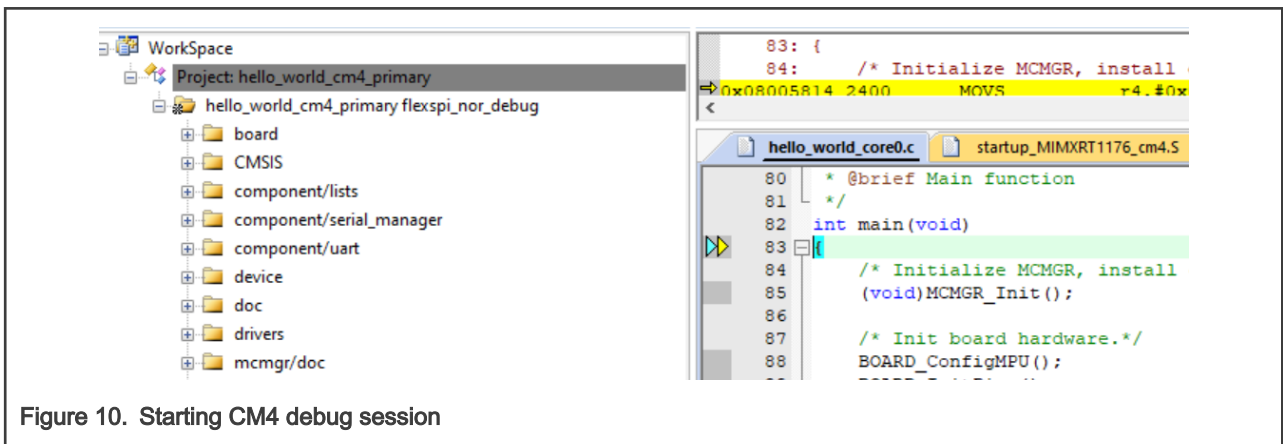 WorkSpace
Project: hello_world_cm4_primary
hello_world_cm4_primary flexspi_nor_debug
board
CMSIS
component/lists
component/serial_manager
component/uart
device
doc
drivers
mcmgr/doc
83: {
84: /* Initialize MCMGR, install
0x08005814 2400 MOVS r4,#0x
hello_world_core0.c startup_MIMXRT1176_cm4.S
80 * @brief Main function
81 */
82 int main(void)
83 {
84 /* Initialize MCMGR, install
85 (void)MCMGR_Init();
86
87 /* Init board hardware.*/
88 BOARD_ConfigMPU();
Figure 10. Starting CM4 debug session